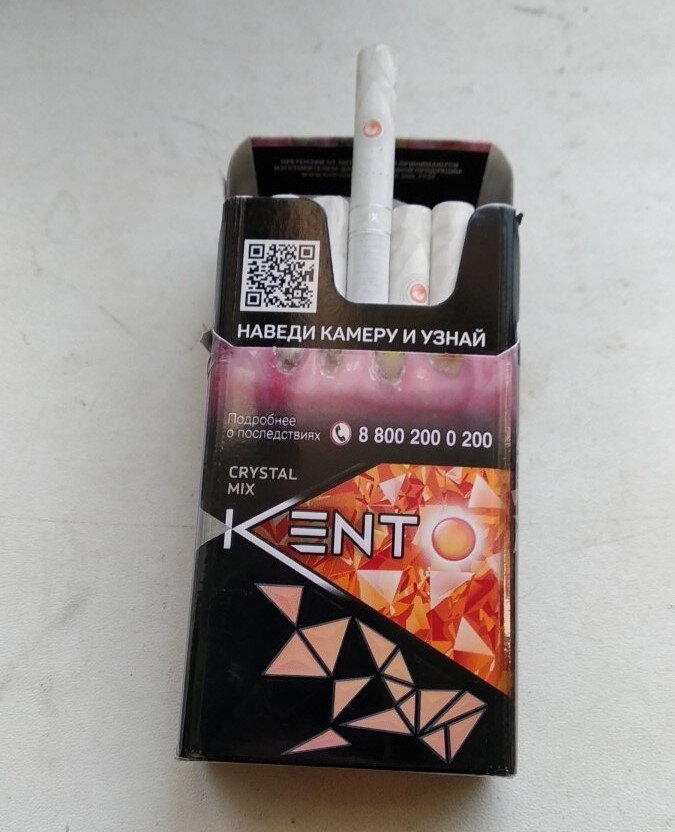 НАВЕДИ КАМЕРУ И УЗНАЙ
Подробнее
о последствиях 8 800 200 0 200
CRYSTAL
MIX
KENT